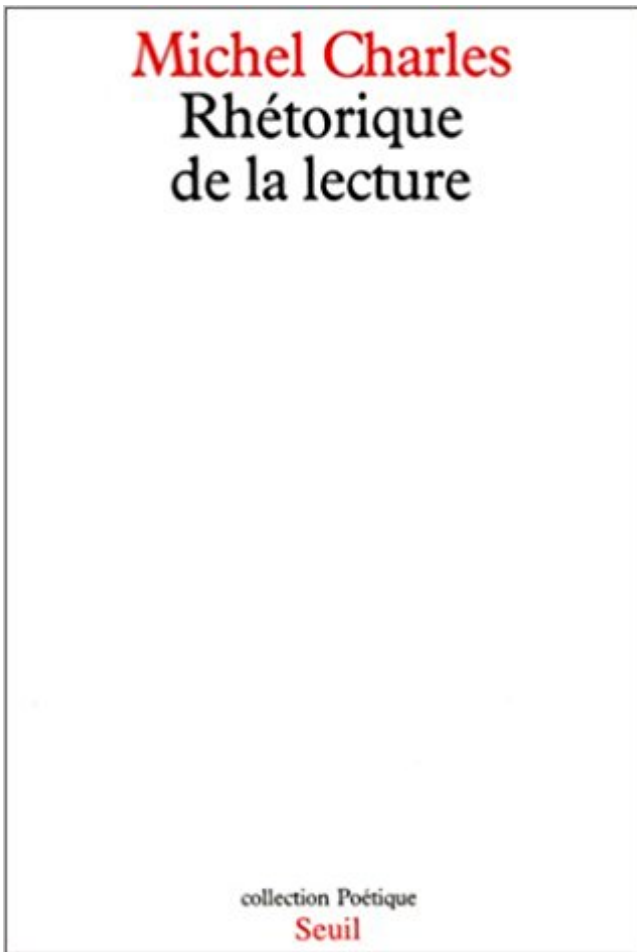 Michel Charles
Rhétorique
de la lecture
collection Poétique
Seuil